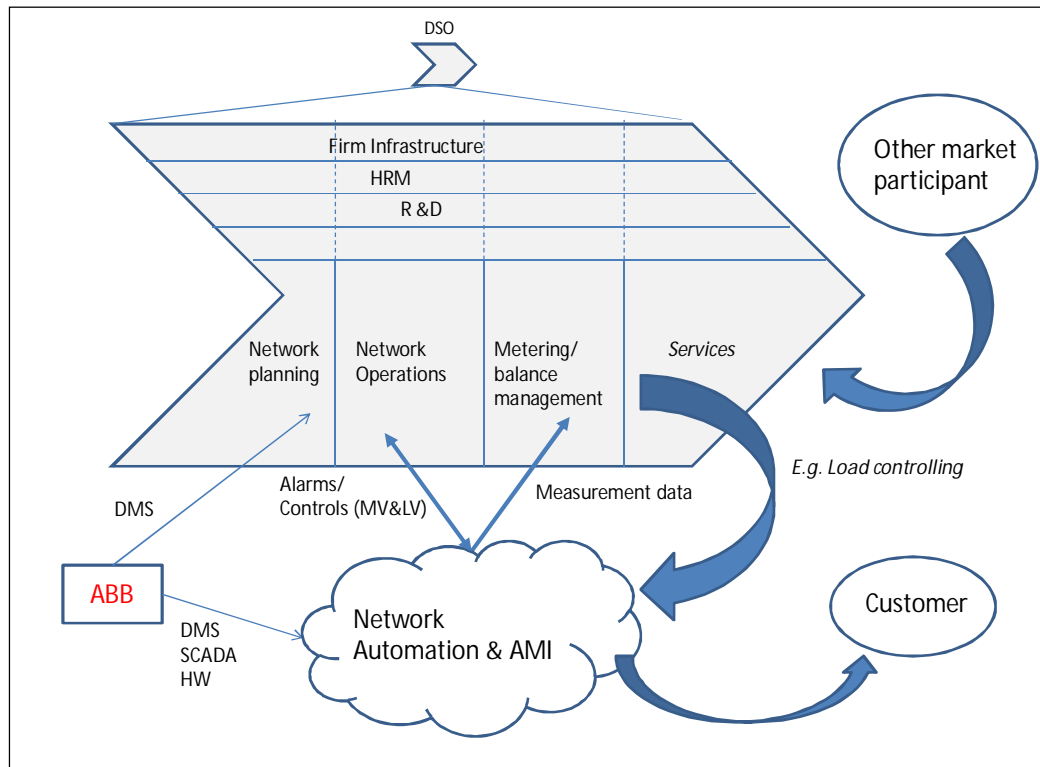 DSO
Firm Infrastructure
HRM
R &D
Other market
participant
Network
planning
Network
Operations
Metering/
balance
management
Services
E.g. Load controlling
Alarms/
Controls (MV&LV)
Measurement data
DMS
ABB
DMS
SCADA
HW
Network
Automation & AMI
Customer